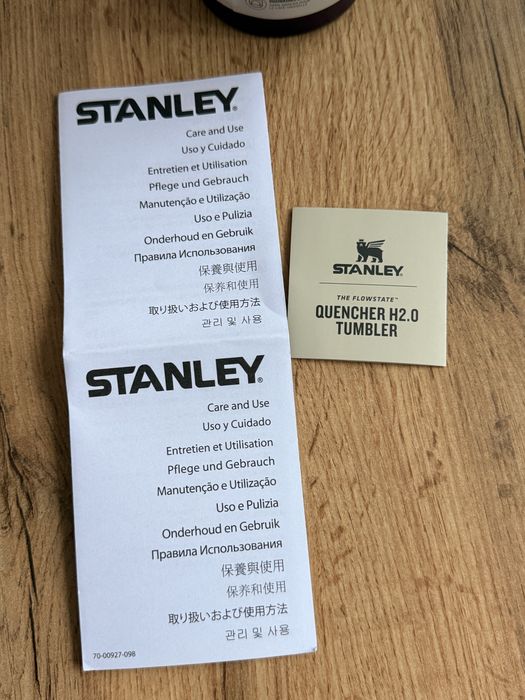 STANLEY®
Care and Use
Uso y Cuidado
Entretien et Utilisation
Pflege und Gebrauch
Manutenção e Utilização
Uso e Pulizia
Onderhoud en Gebruik
Правила Использования
保養與使用
保养和使用
取り扱いおよび使用方法
관리 및 사용
STANLEY®
Care and Use
Uso y Cuidado
Entretien et Utilisation
Pflege und Gebrauch
Manutenção e Utilização
Uso e Pulizia
Onderhoud en Gebruik
Правила Использования
保養與使用
保养和使用
取り扱いおよび使用方法
관리 및 사용
70-00927-098
STANLEY
THE FLOWSTATE™
QUENCHER H2.0
TUMBLER